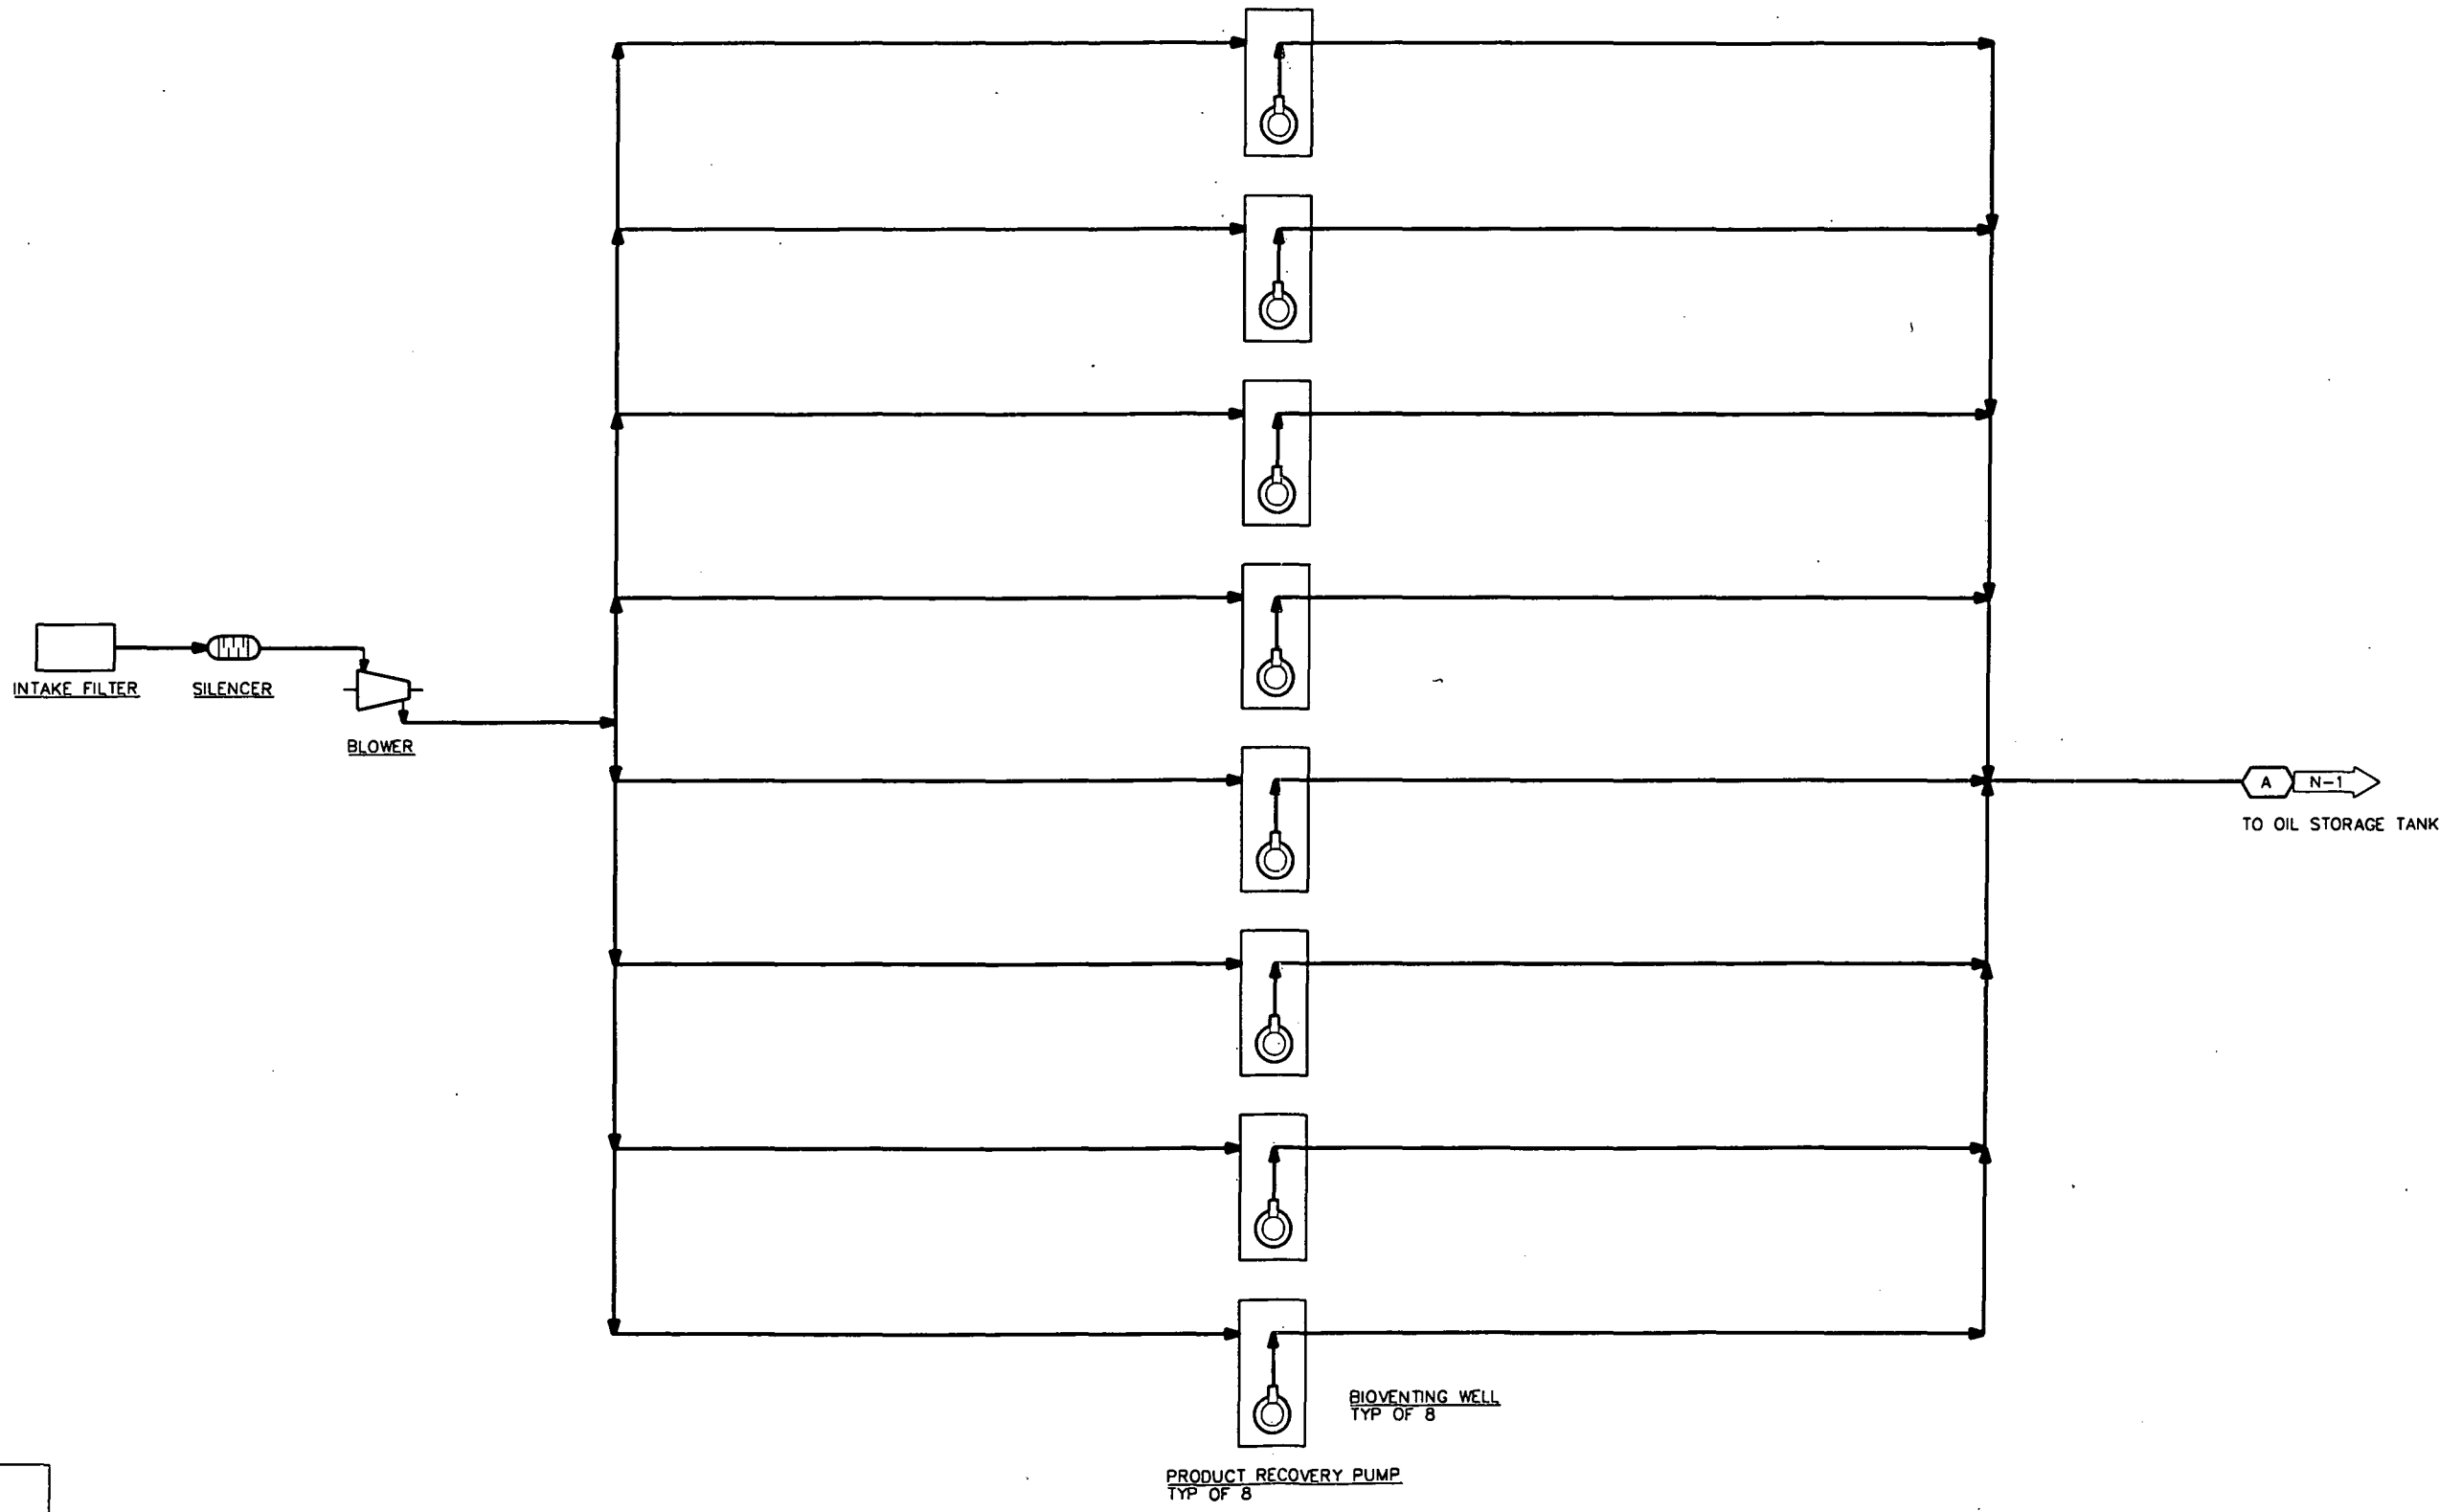 INTAKE FILTER
SILENCER
BLOWER
A N-1
TO OIL STORAGE TANK
BIOVENTING WELL
TYP OF 8
PRODUCT RECOVERY PUMP
TYP OF 8